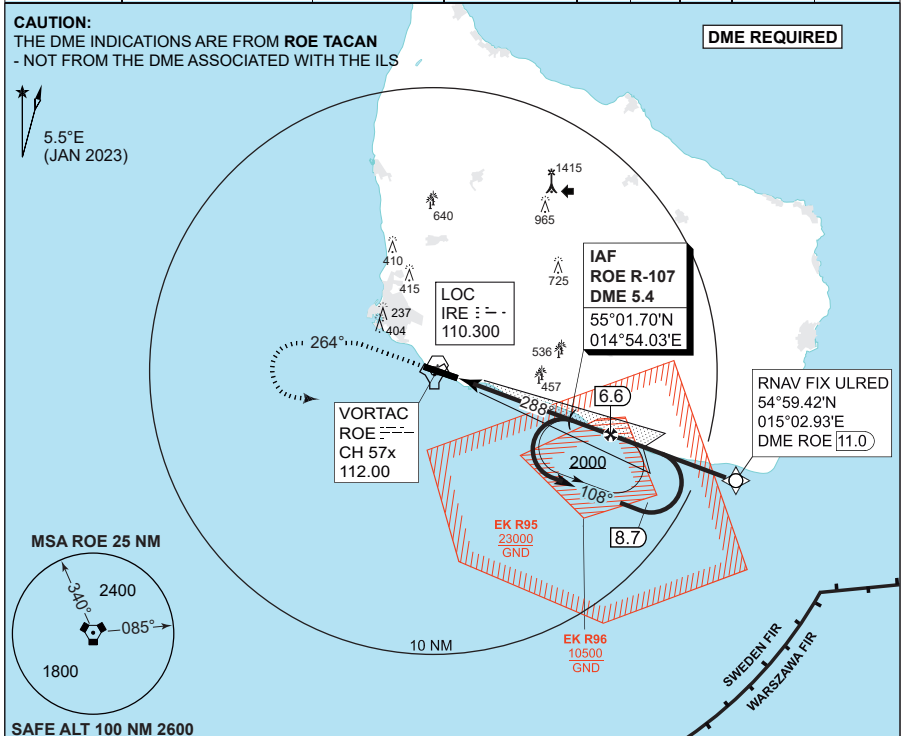 CAUTION:
THE DME INDICATIONS ARE FROM ROE TACAN
- NOT FROM THE DME ASSOCIATED WITH THE ILS
DME REQUIRED
5.5°E
(JAN 2023)
1415
640
965
410
415
725
237
404
536
457
IAF
ROE R-107
DME 5.4
55°01.70'N
014°54.03'E
LOC
IRE
110.300
264°
288°
6.6
RNAV FIX ULRED
54°59.42'N
015°02.93'E
DME ROE 11.0
VORTAC
ROE
CH 57x
112.00
2000
108°
8.7
EK R95
23000
GND
MSA ROE 25 NM
340°
2400
085°
1800
10 NM
EK R96
10500
GND
SWEDEN FIR
WARSZAWA FIR
SAFE ALT 100 NM 2600